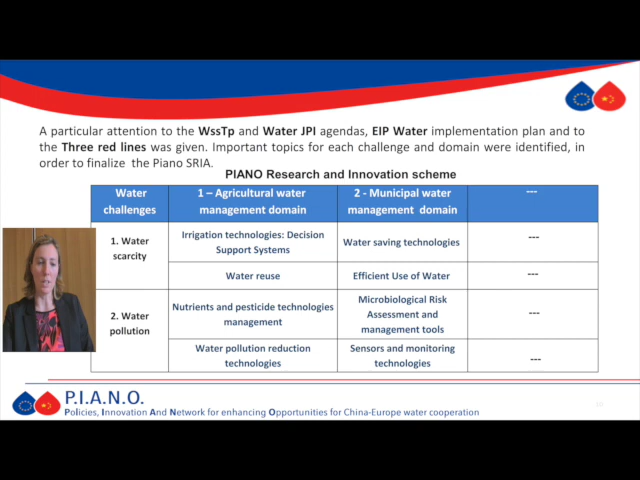 A particular attention to the WssTp and Water JPI agendas, EIP Water implementation plan and to
the Three red lines was given. Important topics for each challenge and domain were identified, in
order to finalize the Piano SRIA.
PIANO Research and Innovation scheme
Water challenges
1 – Agricultural water management domain
2 - Municipal water management domain
---
1. Water scarcity
Irrigation technologies: Decision Support Systems
Water saving technologies
---
Water reuse
Efficient Use of Water
---
2. Water pollution
Nutrients and pesticide technologies management
Microbiological Risk Assessment and management tools
---
Water pollution reduction technologies
Sensors and monitoring technologies
---
P.I.A.N.O.
Policies, Innovation And Network for enhancing Opportunities for China-Europe water cooperation